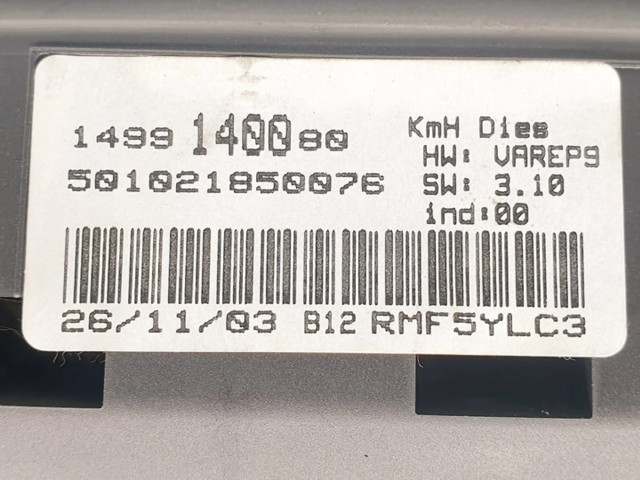 1499 1400 80
501021850076
KmH Dies
HW: VAREP9
SW: 3.10
ind:00
26/11/03 B12 RMF5YLC3